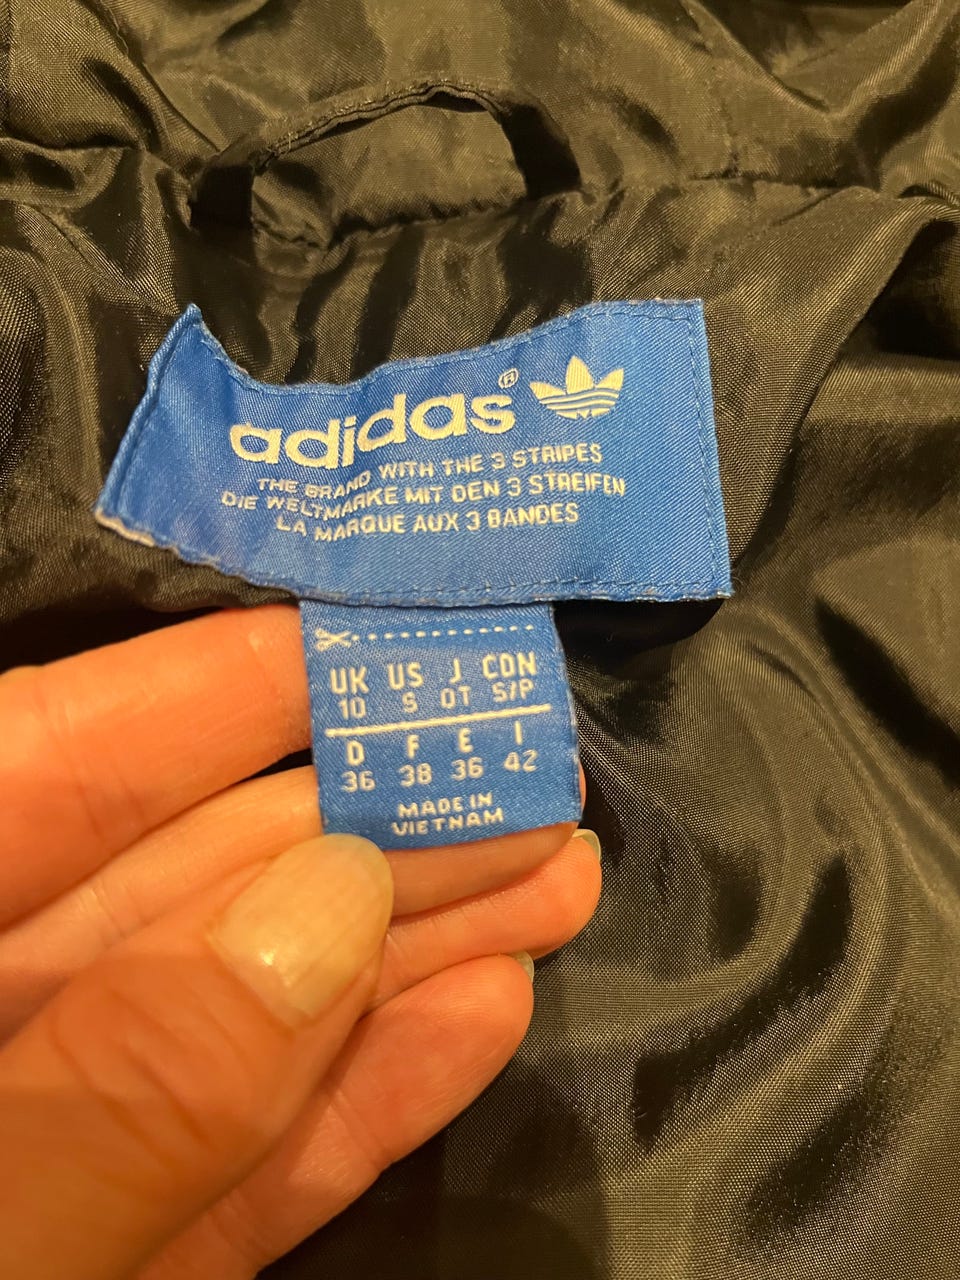 adidas®
THE BRAND WITH THE 3 STRIPES
DIE WELTMARKE MIT DEN 3 STREIFEN
LA MARQUE AUX 3 BANDES
UK US J CDN
10 S OT S/P
D F E I
36 38 36 42
MADE IN
VIETNAM